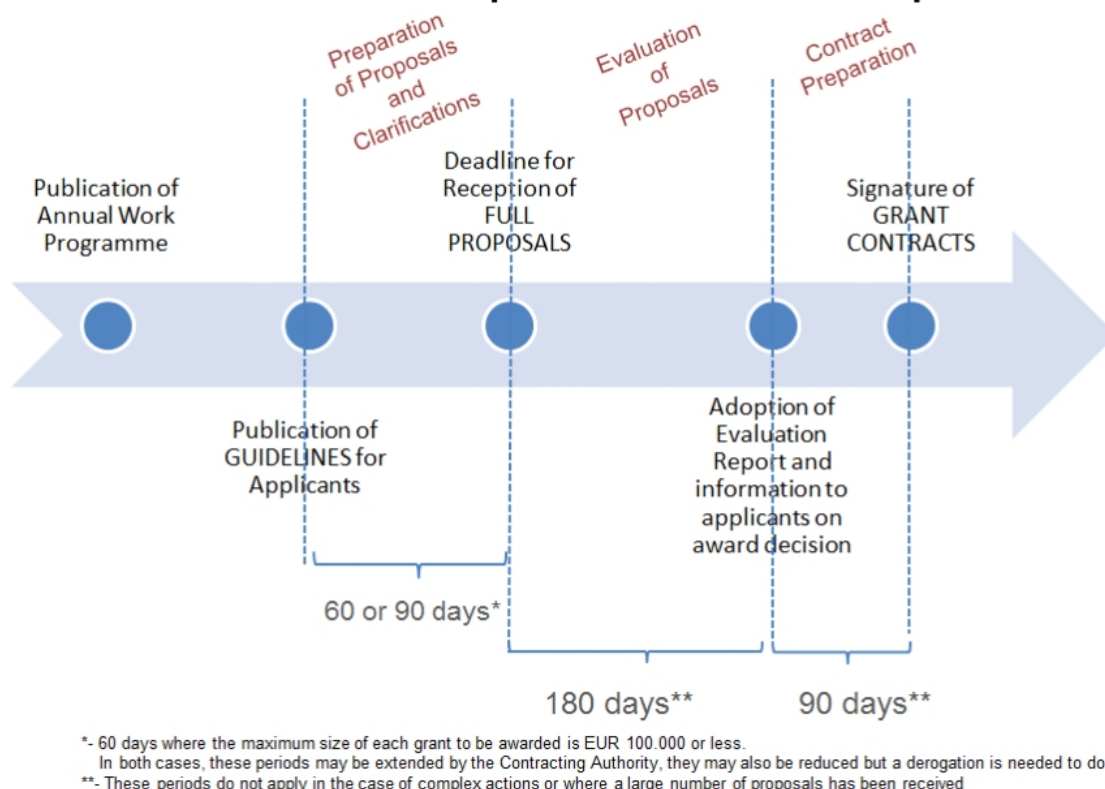 Preparation
of Proposals
and
Clarifications
Evaluation
of
Proposals
Contract
Preparation
Publication of
Annual Work
Programme
Deadline for
Reception of
FULL
PROPOSALS
Signature of
GRANT
CONTRACTS
Publication of
GUIDELINES for
Applicants
Adoption of
Evaluation
Report and
information to
applicants on
award decision
60 or 90 days*
180 days**
90 days**
*- 60 days where the maximum size of each grant to be awarded is EUR 100.000 or less.
In both cases, these periods may be extended by the Contracting Authority, they may also be reduced but a derogation is needed to do
**- These periods do not apply in the case of complex actions or where a large number of proposals has been received